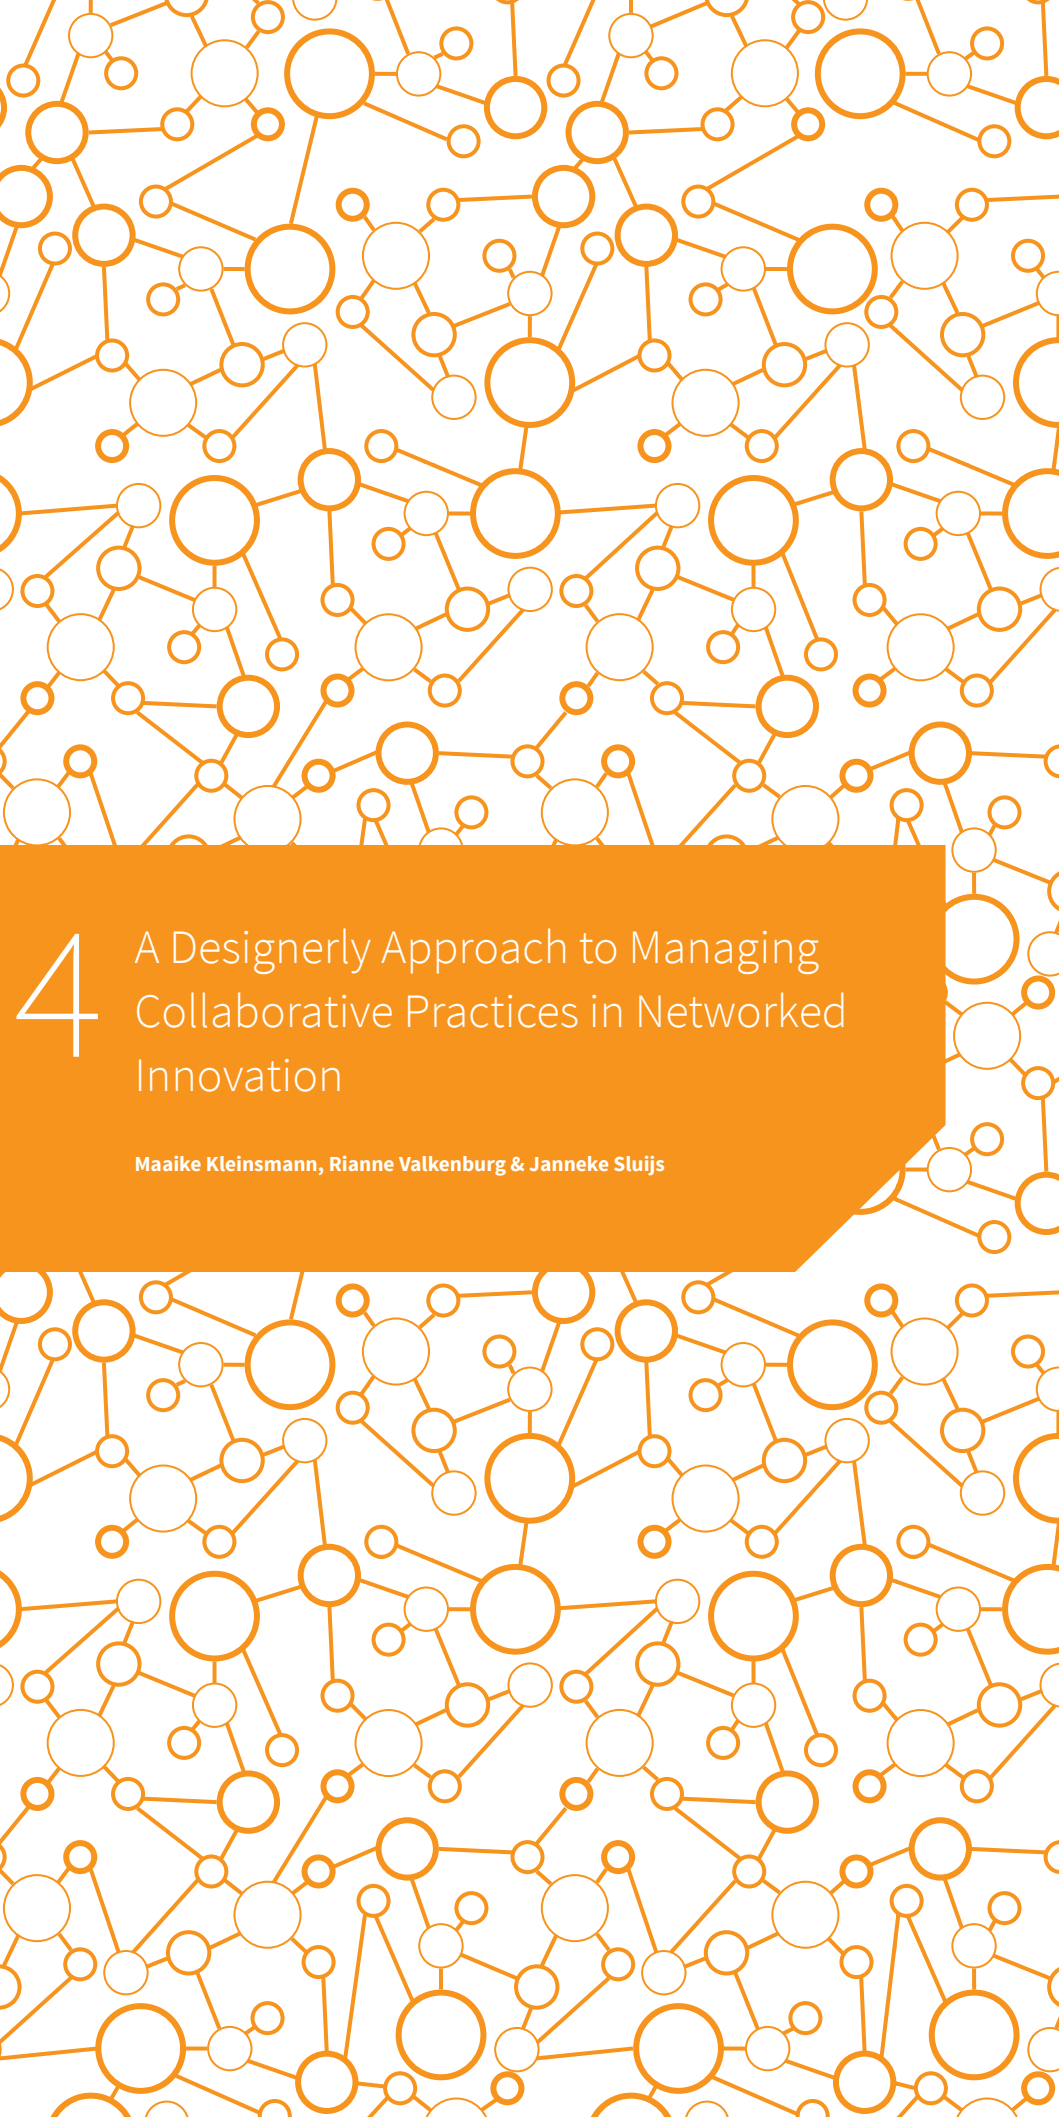 4
A Designerly Approach to Managing
Collaborative Practices in Networked
Innovation
Maaike Kleinsmann, Rianne Valkenburg & Janneke Sluijs